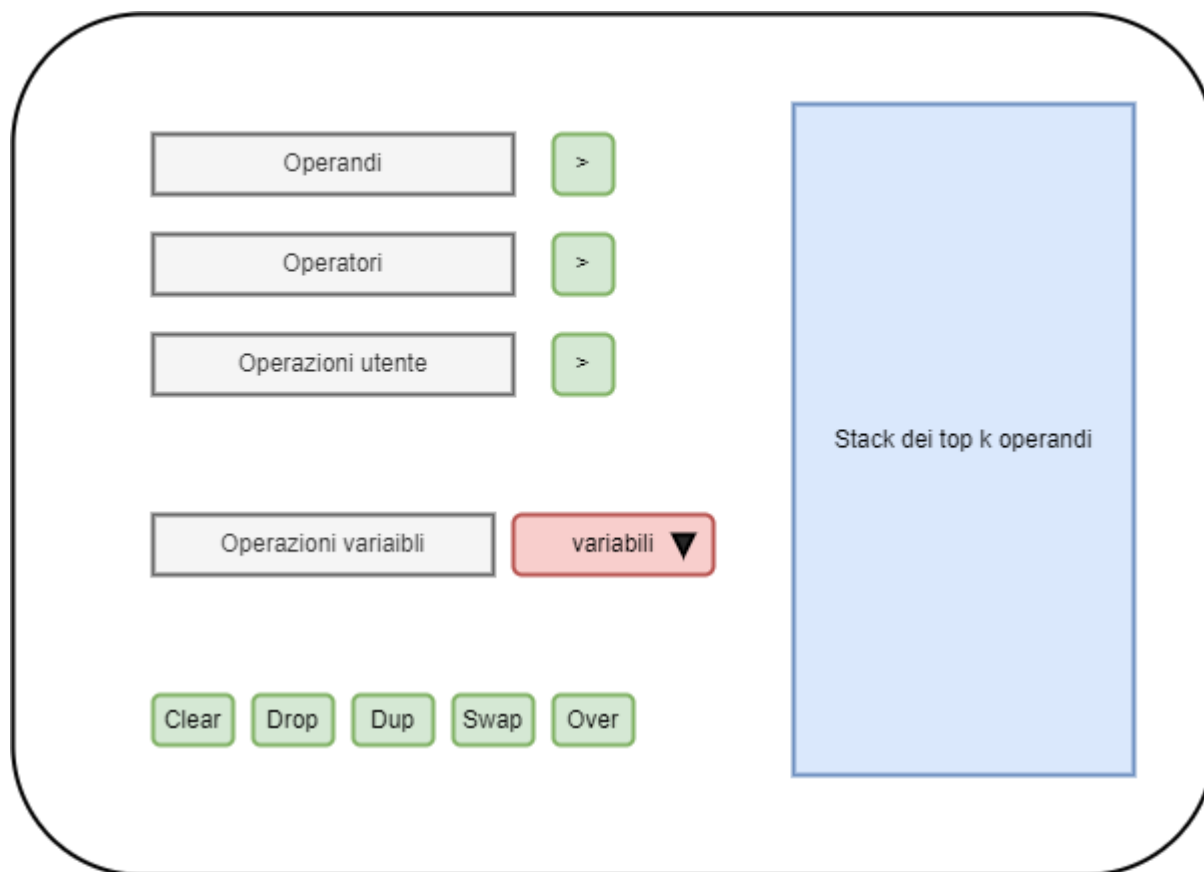 Operandi
>
Operatori
>
Operazioni utente
>
Stack dei top k operandi
Operazioni variaibli
variabili
Clear
Drop
Dup
Swap
Over